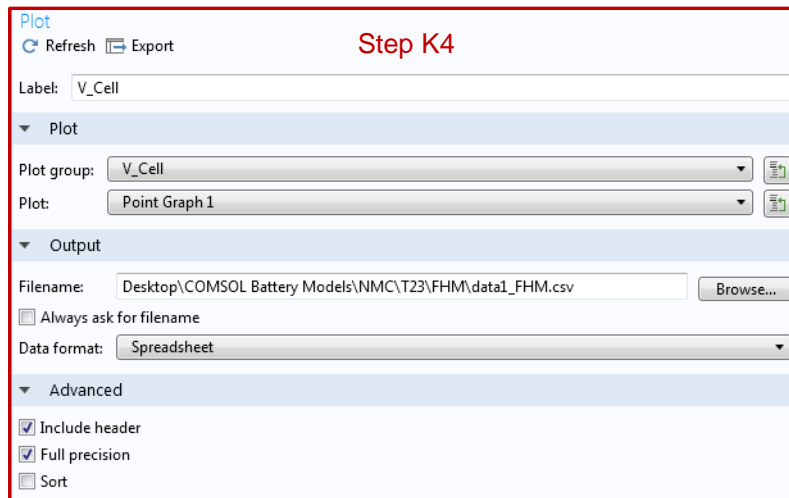 Plot
Refresh Export Step K4
Label: V_Cell
Plot
Plot group: V_Cell
Plot: Point Graph 1
Output
Filename: Desktop\COMSOL Battery Models\NMC\T23\FHM\data1_FHM.csv Browse...
Always ask for filename
Data format: Spreadsheet
Advanced
Include header
Full precision
Sort